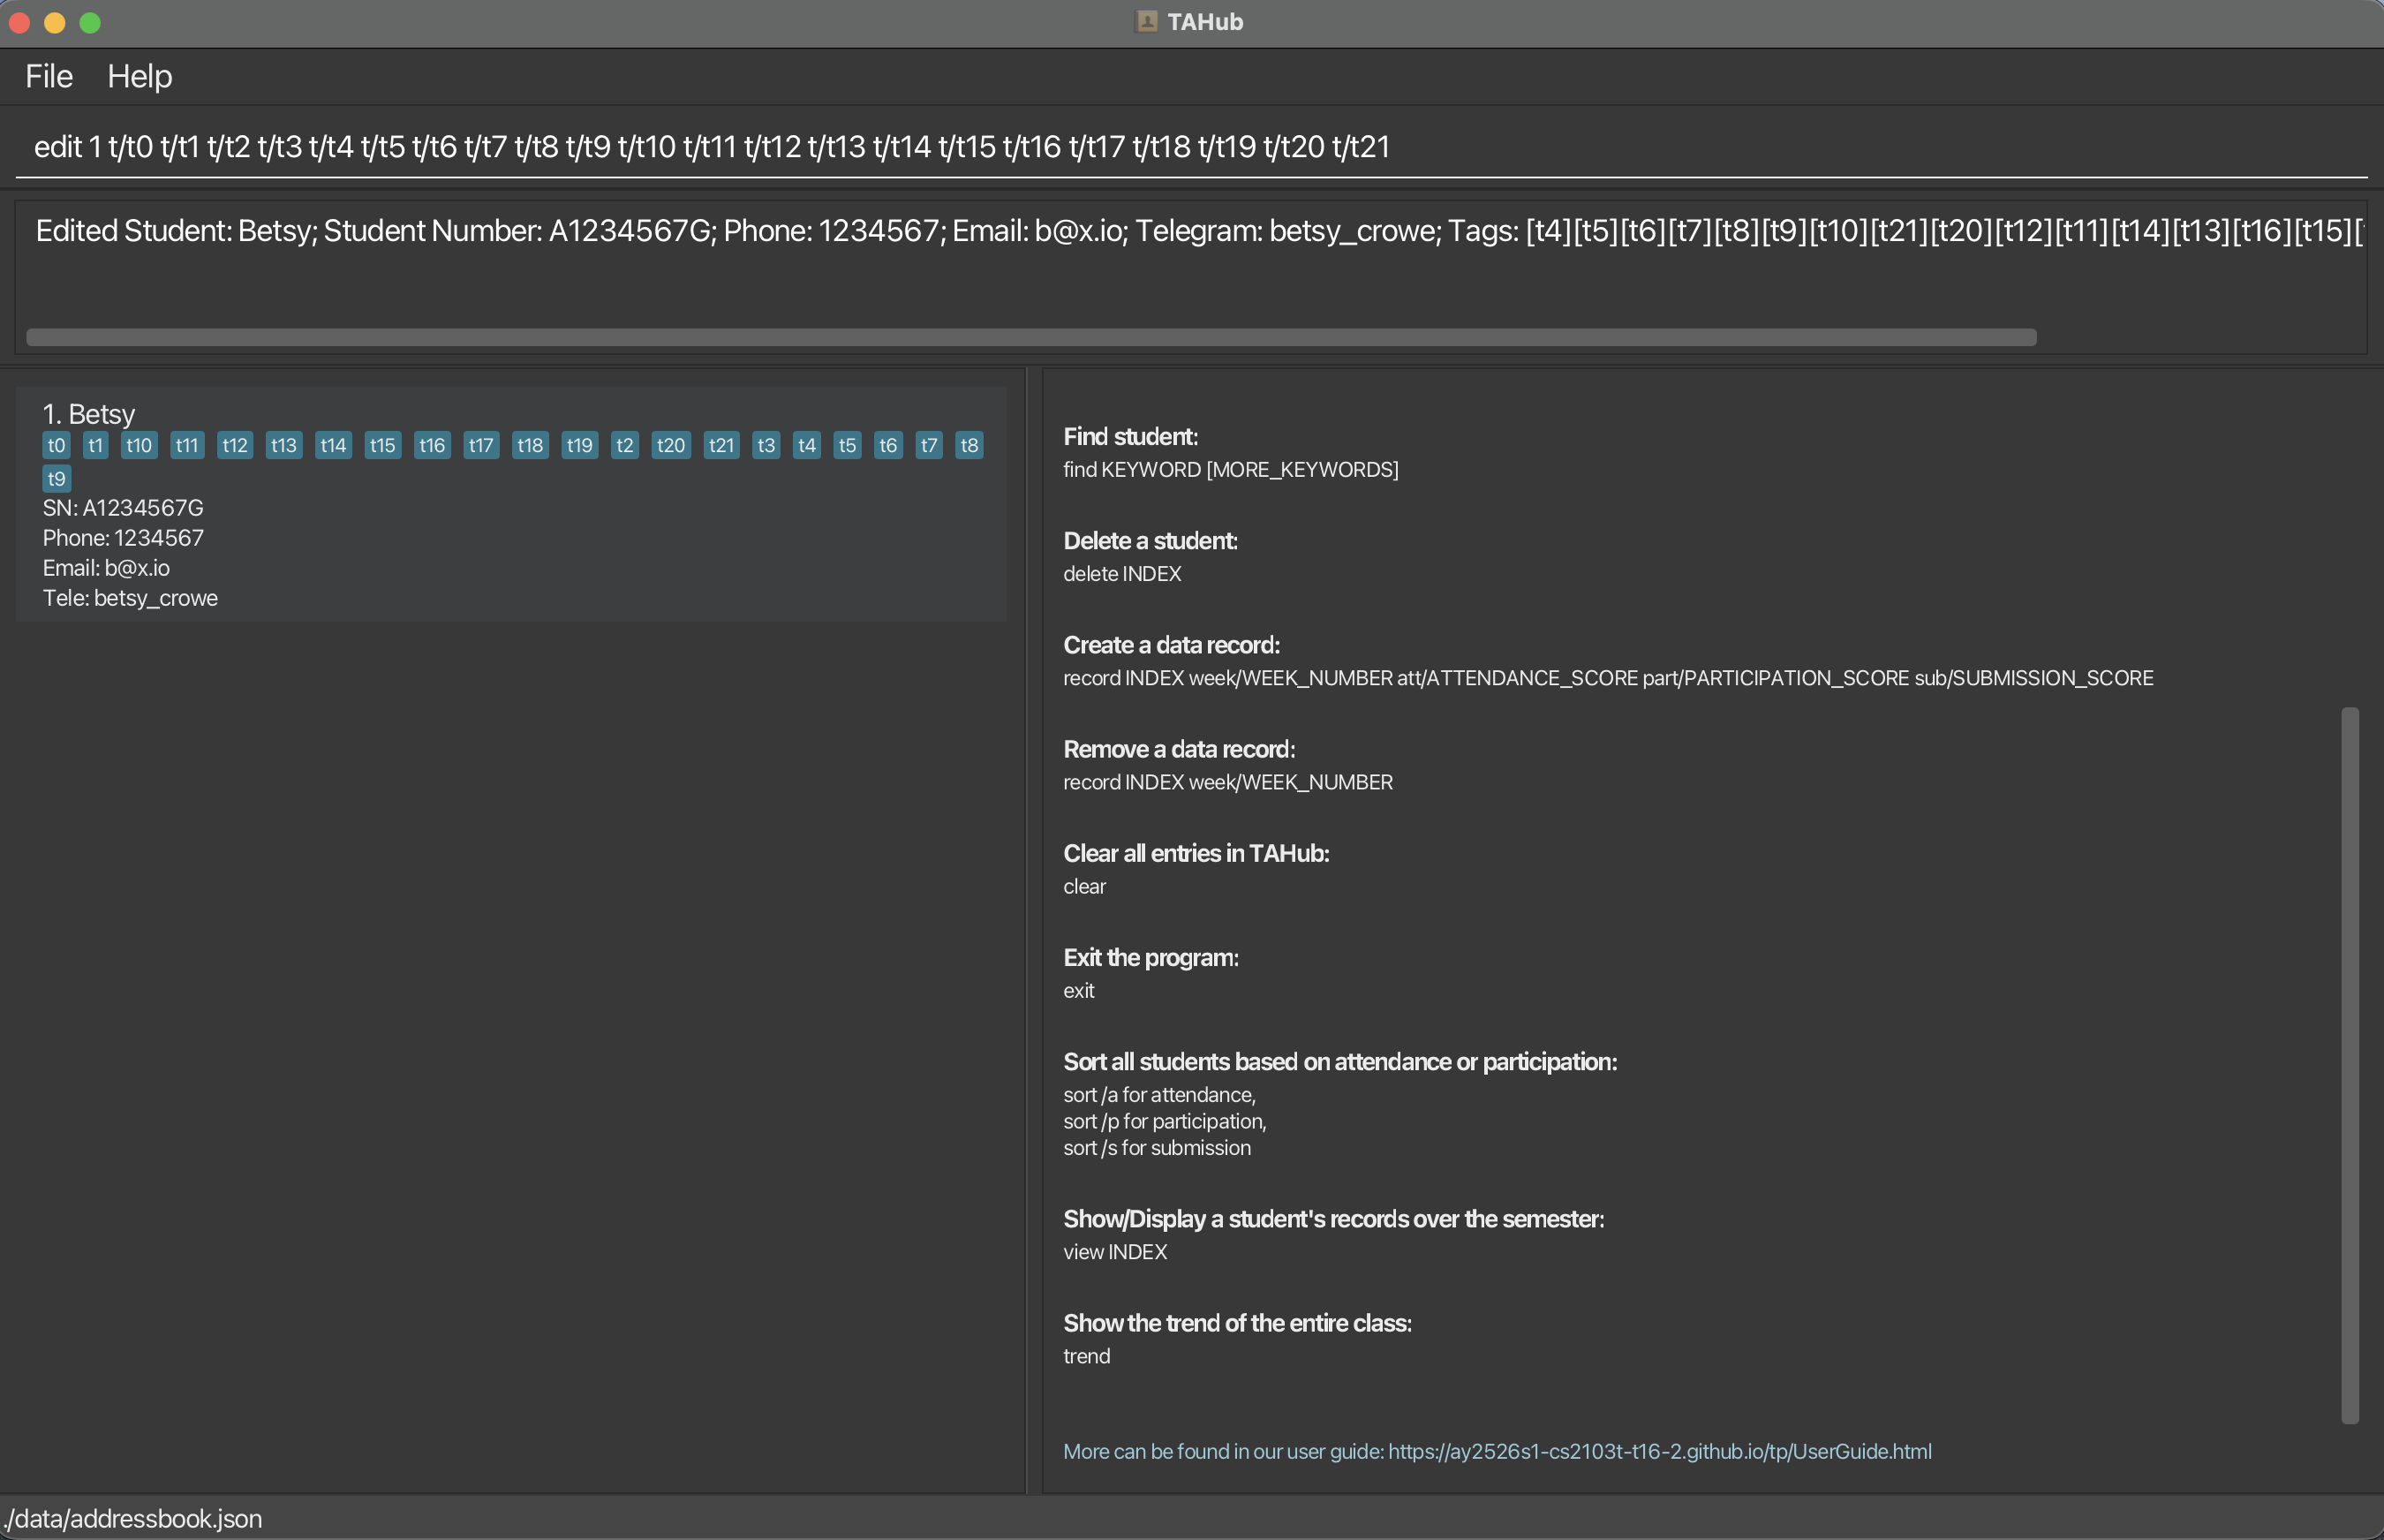 TAHub
File Help
edit 1 t/t0 t/t1 t/t2 t/t3 t/t4 t/t5 t/t6 t/t7 t/t8 t/t9 t/t10 t/t11 t/t12 t/t13 t/t14 t/t15 t/t16 t/t17 t/t18 t/t19 t/t20 t/t21
Edited Student: Betsy; Student Number: A1234567G; Phone: 1234567; Email: b@x.io; Telegram: betsy_crowe; Tags: [t4][t5][t6][t7][t8][t9][t10][t21][t20][t12][t11][t14][t13][t16][t15][
1. Betsy
t0 t1 t10 t11 t12 t13 t14 t15 t16 t17 t18 t19 t2 t20 t21 t3 t4 t5 t6 t7 t8
t9
SN: A1234567G
Phone: 1234567
Email: b@x.io
Tele: betsy_crowe
Find student:
find KEYWORD [MORE_KEYWORDS]
Delete a student:
delete INDEX
Create a data record:
record INDEX week/WEEK_NUMBER att/ATTENDANCE_SCORE part/PARTICIPATION_SCORE sub/SUBMISSION_SCORE
Remove a data record:
record INDEX week/WEEK_NUMBER
Clear all entries in TAHub:
clear
Exit the program:
exit
Sort all students based on attendance or participation:
sort /a for attendance,
sort /p for participation,
sort /s for submission
Show/Display a student's records over the semester:
view INDEX
Show the trend of the entire class:
trend
More can be found in our user guide: https://ay2526s1-cs2103t-t16-2.github.io/tp/UserGuide.html
./data/addressbook.json